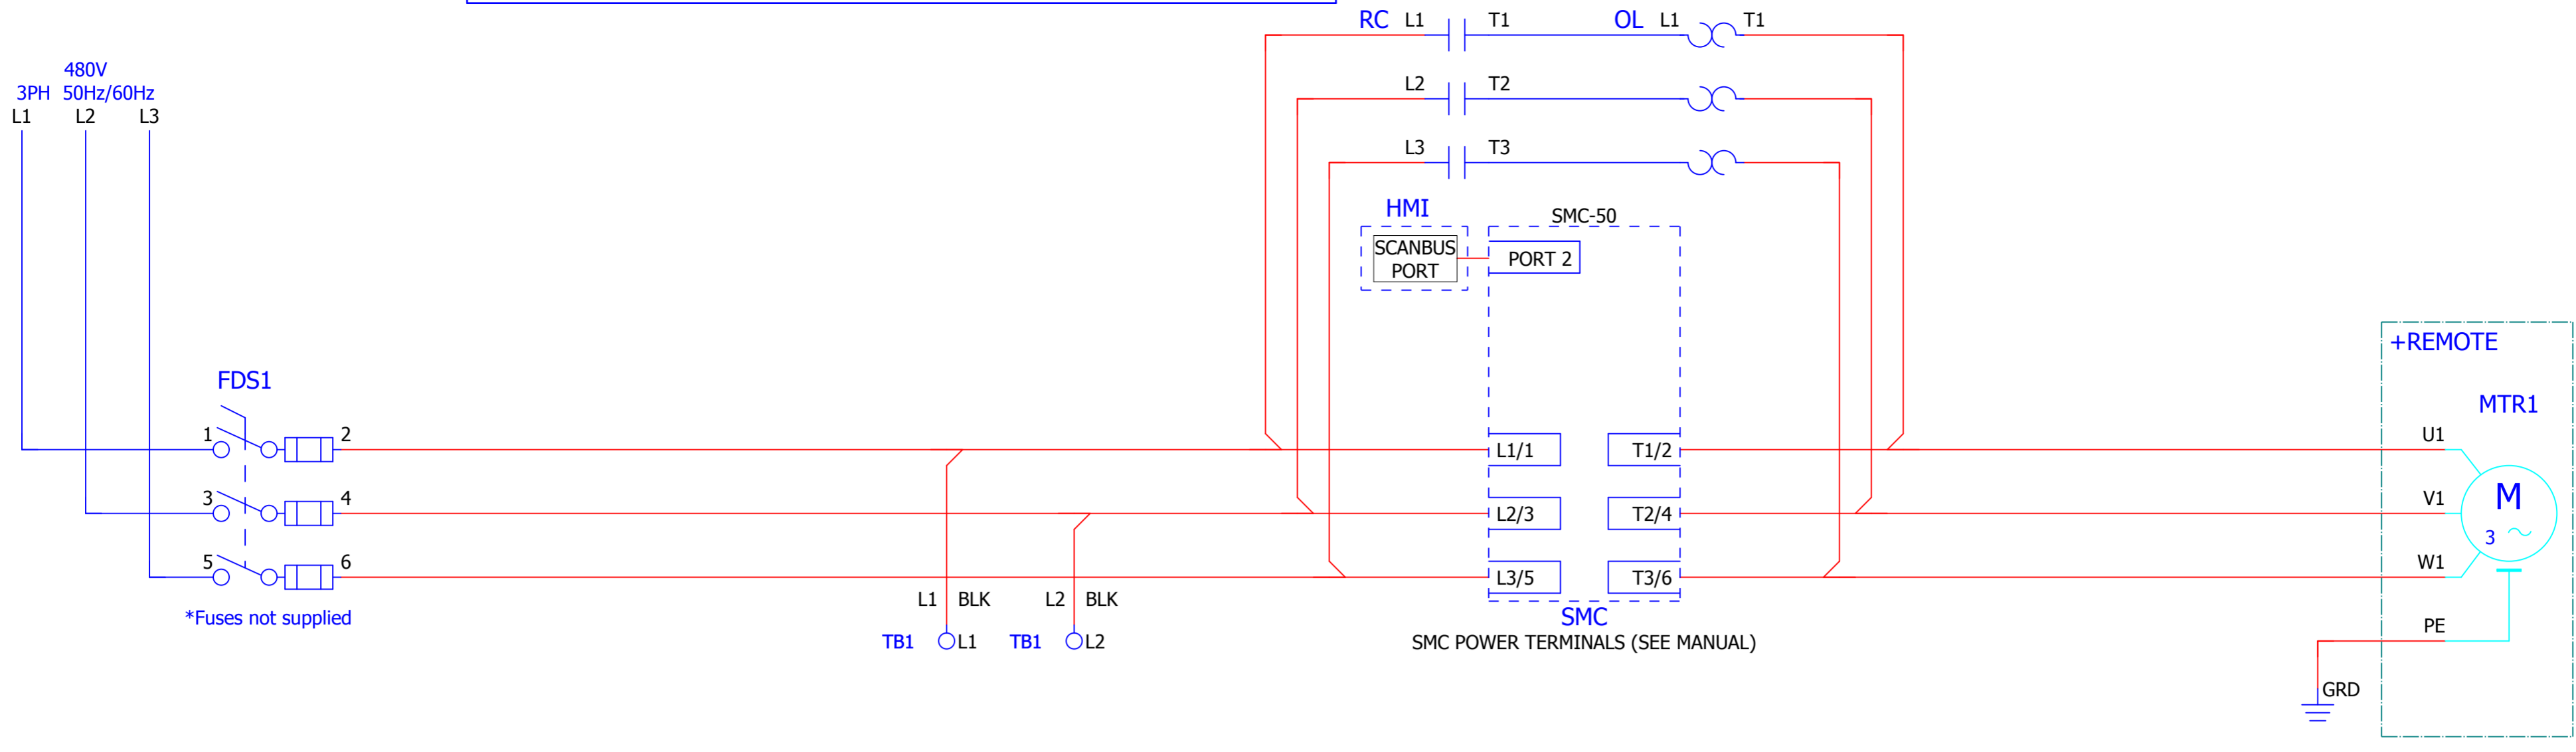 RC L1 T1 OL L1 T1
480V
3PH 50Hz/60Hz
L1 L2 L3
L2 T2
L3 T3
HMI
SMC-50
SCANBUS
PORT
PORT 2
+REMOTE
FDS1
MTR1
1 2 L1/1 T1/2 U1
3 4 L2/3 T2/4 V1
M
3
5 6 L3/5 T3/6 W1
*Fuses not supplied
L1 BLK L2 BLK
SMC
TB1 L1 TB1 L2
SMC POWER TERMINALS (SEE MANUAL)
PE
GRD